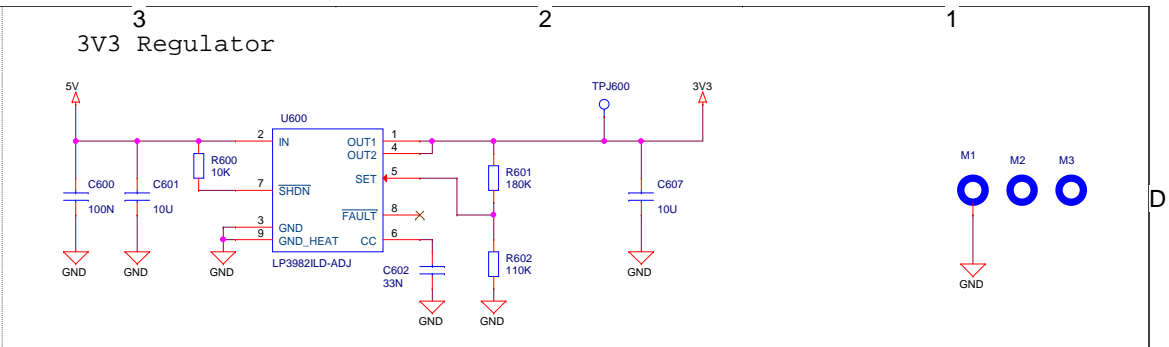 3 2 1
3V3 Regulator
5V TPJ600 3V3
U600
2 IN OUT1 1
OUT2 4
M1 M2 M3
R600
10K
SET 5
R601
180K
C600
100N
C601
10U
7 SHDN
C607
10U
D
FAULT 8
3 GND
9 GND_HEAT CC 6
LP3982ILD-ADJ
C602
33N
R602
110K
GND GND GND GND GND GND GND